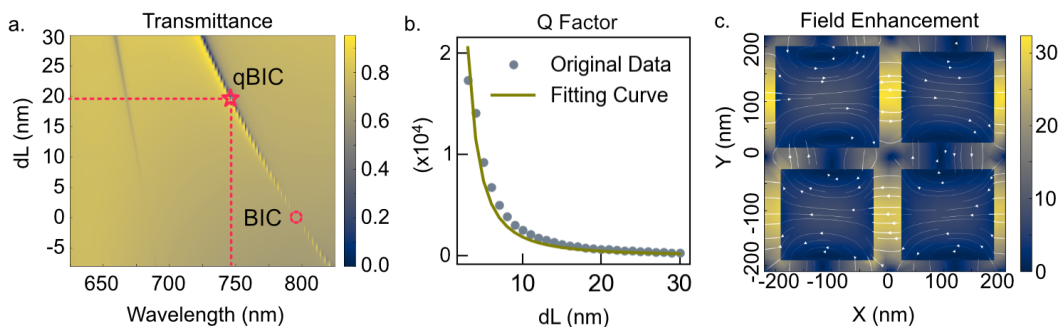 a.
Transmittance
30
25
20
15
10
5
0
-5
dL (nm)
qBIC
BIC
650
700
750
800
Wavelength (nm)
0.8
0.6
0.4
0.2
0.0
b.
Q Factor
2
1
0
(x10⁴)
Original Data
Fitting Curve
10
20
30
dL (nm)
c.
Field Enhancement
200
100
0
-100
-200
Y (nm)
-200
-100
0
100
200
X (nm)
30
20
10
0